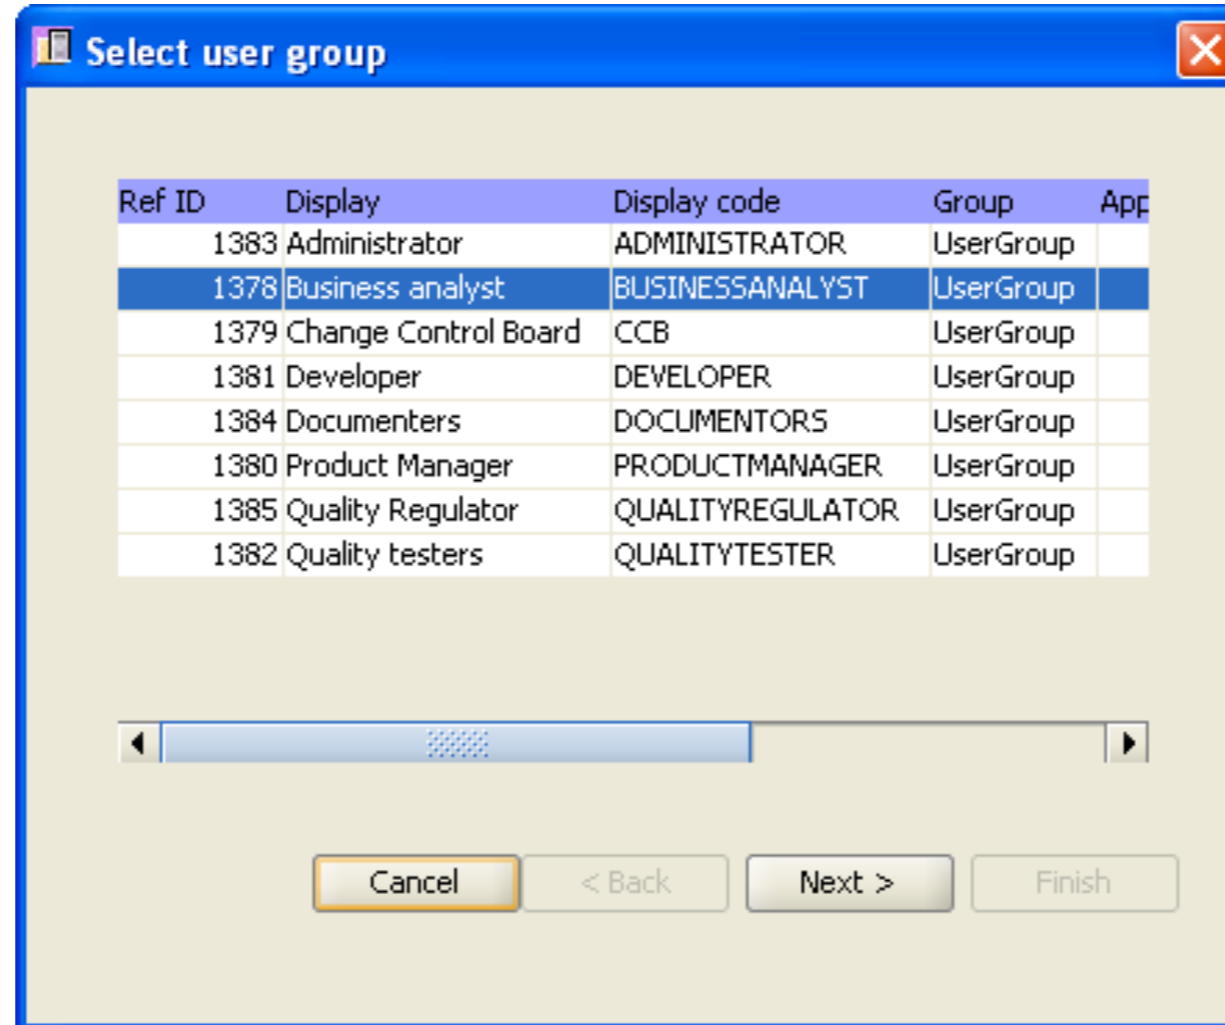 Select user group
Ref ID Display Display code Group App
1383 Administrator ADMINISTRATOR UserGroup
1378 Business analyst BUSINESSANALYST UserGroup
1379 Change Control Board CCB UserGroup
1381 Developer DEVELOPER UserGroup
1384 Documenters DOCUMENTORS UserGroup
1380 Product Manager PRODUCTMANAGER UserGroup
1385 Quality Regulator QUALITYREGULATOR UserGroup
1382 Quality testers QUALITYTESTER UserGroup
Cancel < Back Next > Finish